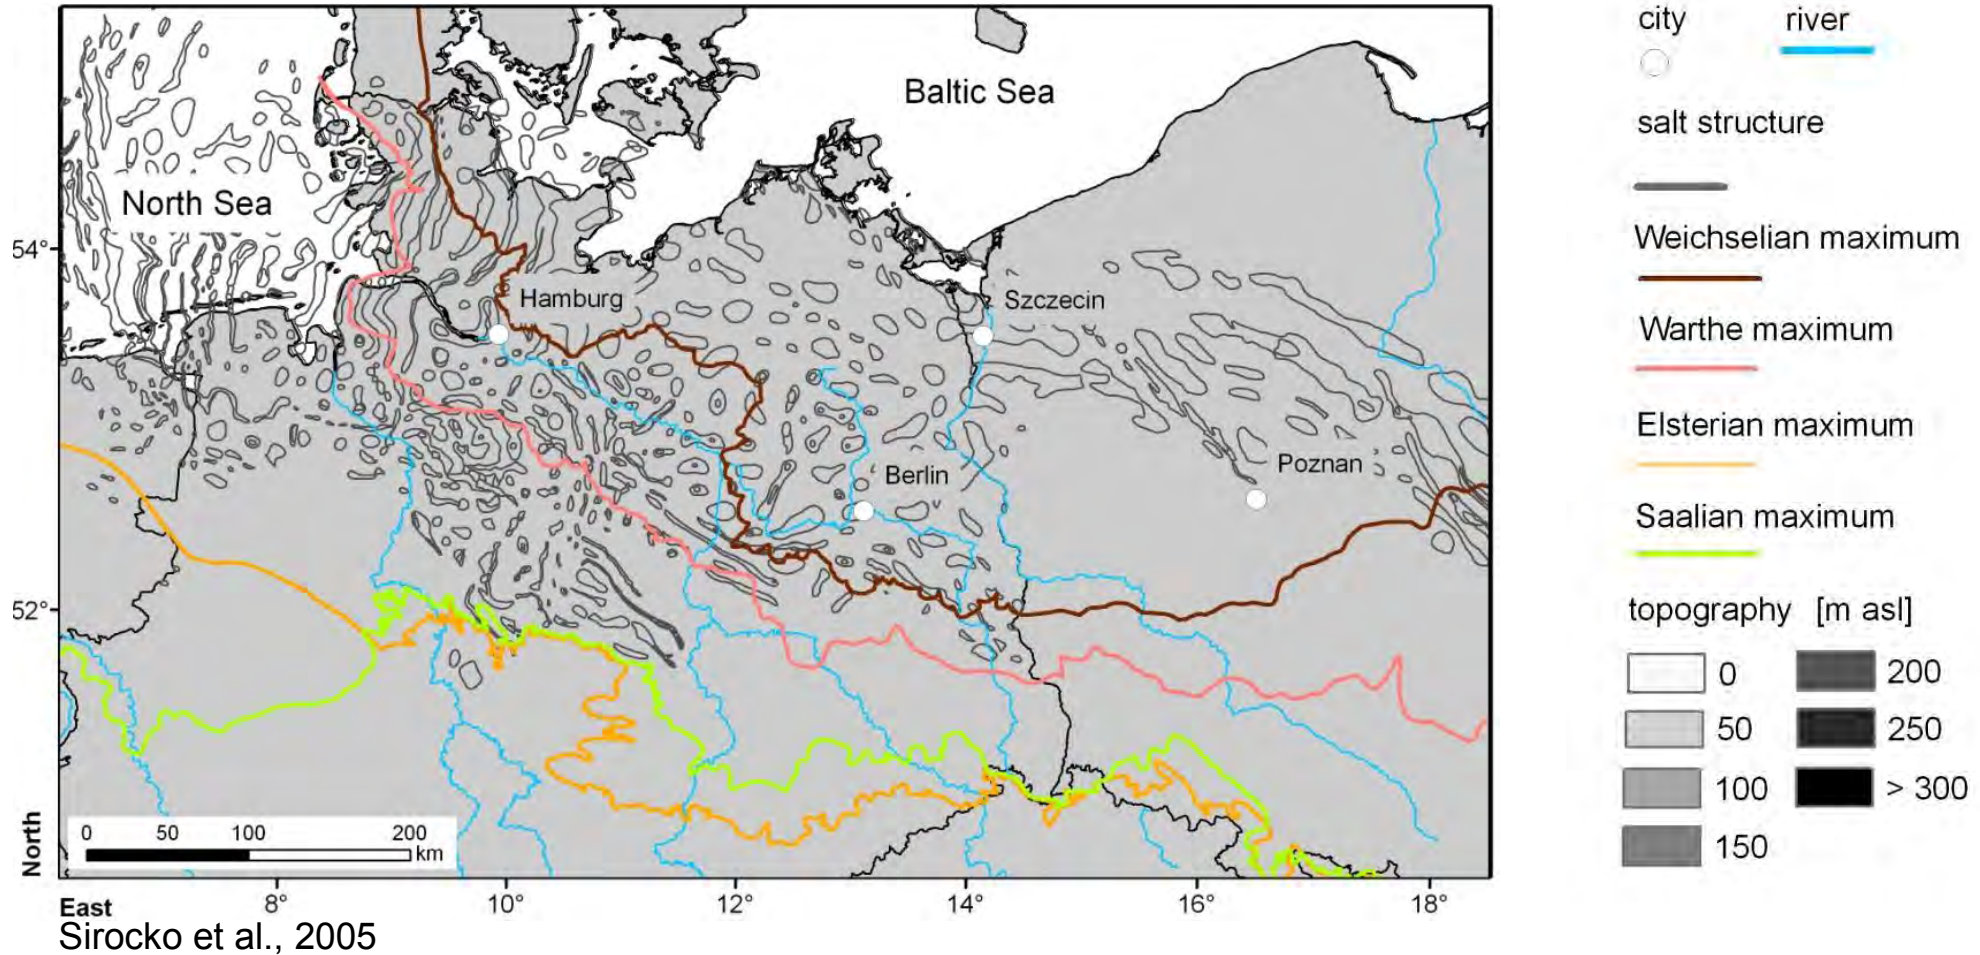 Baltic Sea
North Sea
54°
Hamburg
Szczecin
Berlin
Poznan
52°
North
0 50 100 200
km
8° 10° 12° 14° 16° 18°
East
Sirocko et al., 2005
city river
salt structure
Weichselian maximum
Warthe maximum
Elsterian maximum
Saalian maximum
topography [m asl]
0 200
50 250
100 > 300
150